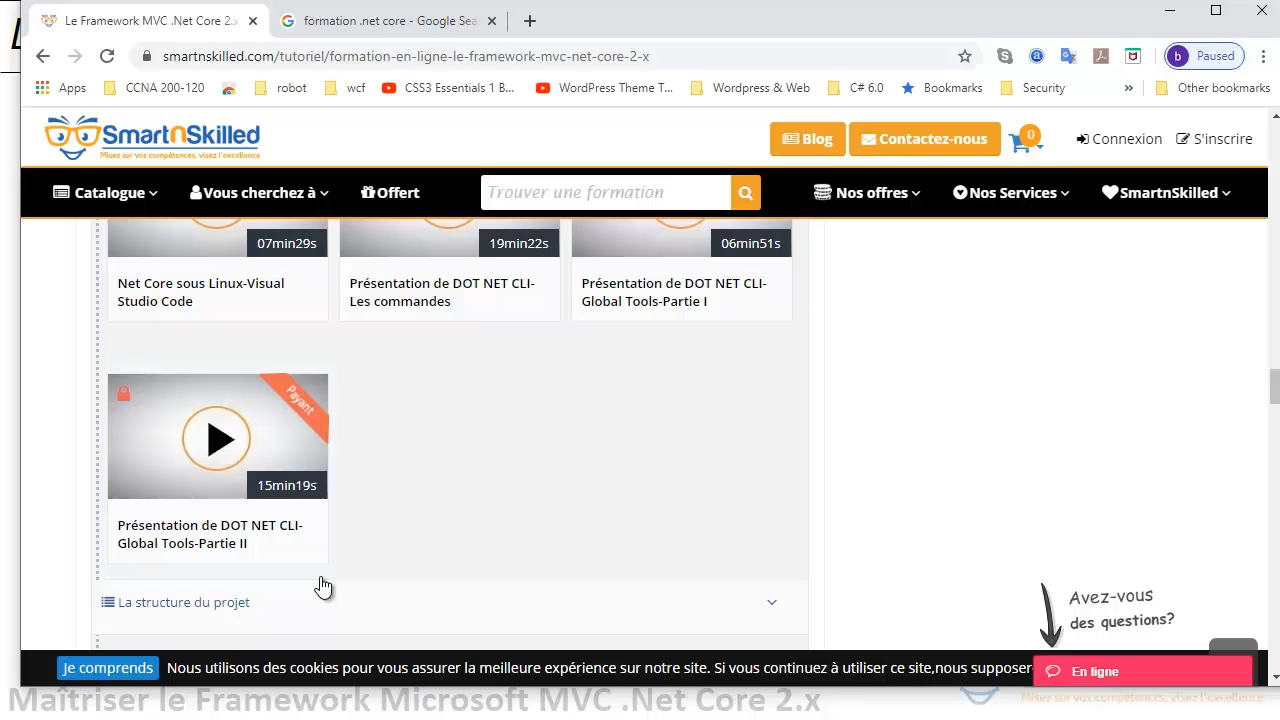 Le Framework MVC .Net Core 2.x
formation .net core - Google Sea
smartnskilled.com/tutoriel/formation-en-ligne-le-framework-mvc-net-core-2-x
b Paused
Apps CCNA 200-120 robot wcf CSS3 Essentials 1 B... WordPress Theme T... Wordpress & Web C# 6.0 Bookmarks Security » Other bookmarks
SmartnSkilled
Misez sur vos compétences, visez l'excellence
Blog Contactez-nous 0 Connexion S'inscrire
Catalogue Vous cherchez à Offert Trouver une formation Nos offres Nos Services SmartnSkilled
07min29s 19min22s 06min51s
Net Core sous Linux-Visual
Studio Code
Présentation de DOT NET CLI-
Les commandes
Présentation de DOT NET CLI-
Global Tools-Partie I
Payant
15min19s
Présentation de DOT NET CLI-
Global Tools-Partie II
La structure du projet
Avez-vous
des questions?
Je comprends Nous utilisons des cookies pour vous assurer la meilleure expérience sur notre site. Si vous continuez à utiliser ce site,nous supposer
En ligne
Maîtriser le Framework Microsoft MVC .Net Core 2.x
Miser sur vos compétences, visez l'excellence